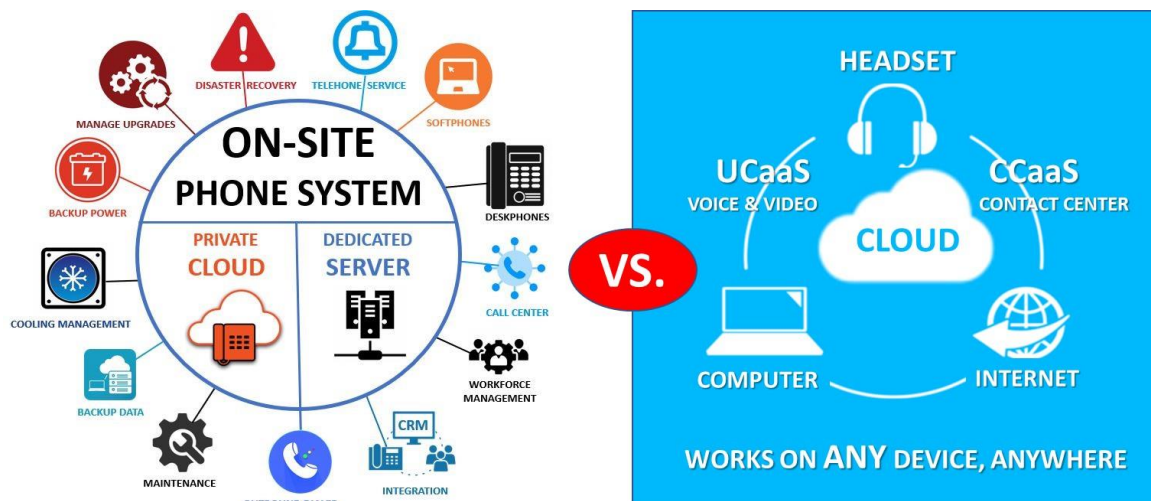 DISASTER RECOVERY
TELEHONE SERVICE
MANAGE UPGRADES
SOFTPHONES
BACKUP POWER
DESKPHONES
COOLING MANAGEMENT
CALL CENTER
BACKUP DATA
WORKFORCE
MANAGEMENT
MAINTENANCE
CRM
INTEGRATION
ON-SITE
PHONE SYSTEM
PRIVATE
CLOUD
DEDICATED
SERVER
VS.
HEADSET
UCaaS
VOICE & VIDEO
CCaaS
CONTACT CENTER
CLOUD
COMPUTER
INTERNET
WORKS ON ANY DEVICE, ANYWHERE